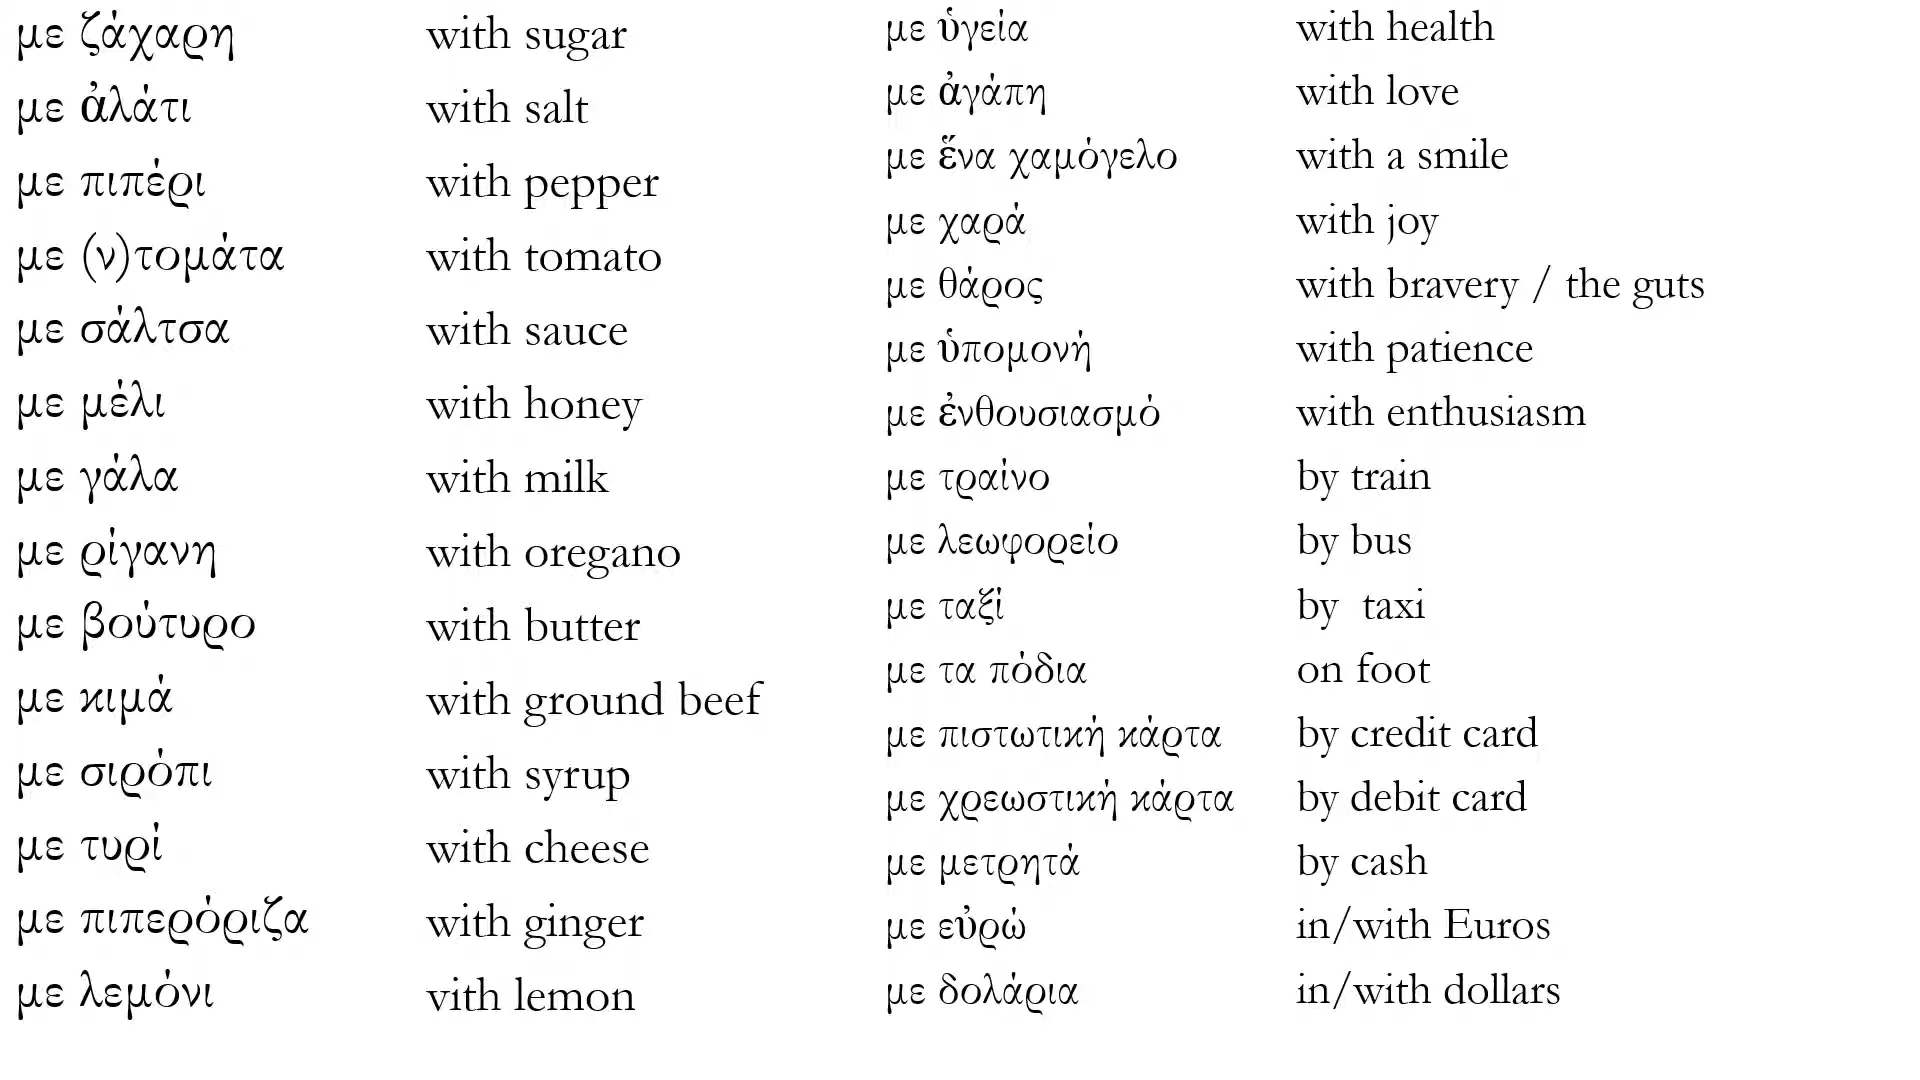 με ζάχαρη with sugar
με ἀλάτι with salt
με πιπέρι with pepper
με (ν)τομάτα with tomato
με σάλτσα with sauce
με μέλι with honey
με γάλα with milk
με ρίγανη with oregano
με βούτυρο with butter
με κιμά with ground beef
με σιρόπι with syrup
με τυρί with cheese
με πιπερόριζα with ginger
με λεμόνι vith lemon
με ὑγεία with health
με ἀγάπη with love
με ἕνα χαμόγελο with a smile
με χαρά with joy
με θάρος with bravery / the guts
με ὑπομονή with patience
με ἐνθουσιασμό with enthusiasm
με τραίνο by train
με λεωφορείο by bus
με ταξί by  taxi
με τα πόδια on foot
με πιστωτική κάρτα by credit card
με χρεωστική κάρτα by debit card
με μετρητά by cash
με εὐρώ in/with Euros
με δολάρια in/with dollars